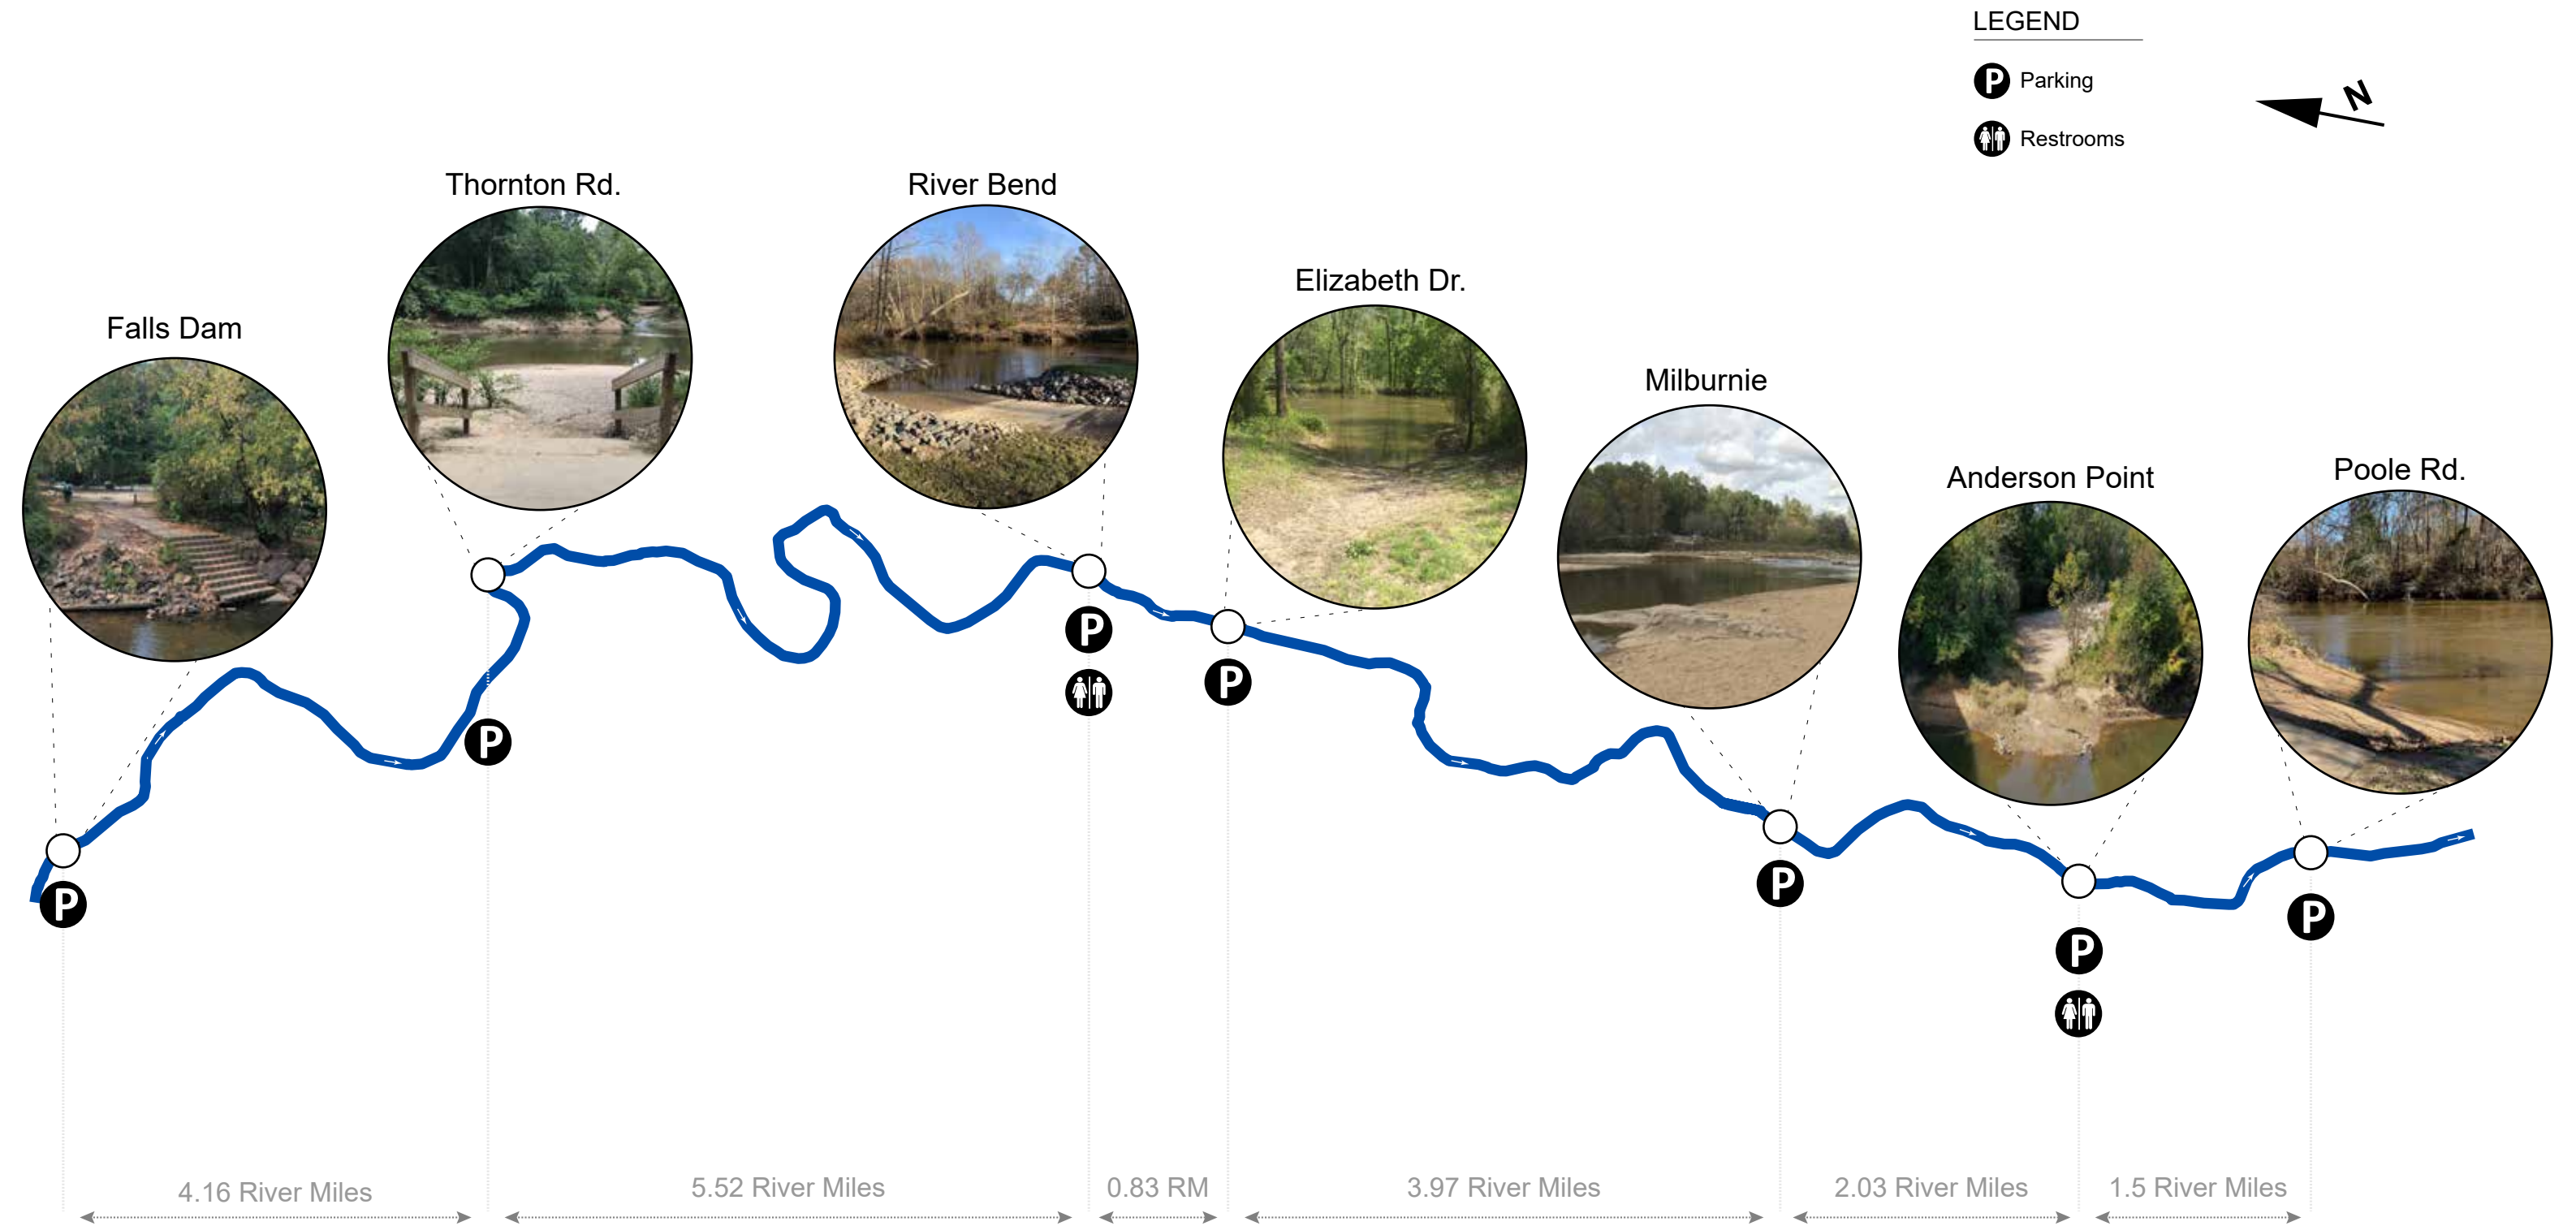 LEGEND
P Parking
Restrooms
N
Thornton Rd.
River Bend
Elizabeth Dr.
Falls Dam
Milburnie
Anderson Point
Poole Rd.
P
P
P
P
P
P
P
4.16 River Miles
5.52 River Miles
0.83 RM
3.97 River Miles
2.03 River Miles
1.5 River Miles